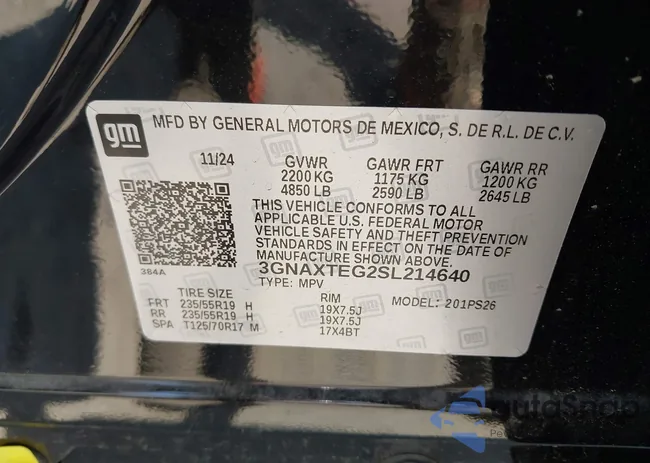 gm
MFD BY GENERAL MOTORS DE MEXICO, S. DE R.L. DE C.V.
11/24 GVWR GAWR FRT GAWR RR
2200 KG 1175 KG 1200 KG
4850 LB 2590 LB 2645 LB
THIS VEHICLE CONFORMS TO ALL
APPLICABLE U.S. FEDERAL MOTOR
VEHICLE SAFETY AND THEFT PREVENTION
STANDARDS IN EFFECT ON THE DATE OF
MANUFACTURE SHOWN ABOVE.
384A 3GNAXTEG2SL214640
TYPE: MPV MODEL: 201PS26
TIRE SIZE RIM
FRT 235/55R19 H 19X7.5J
RR 235/55R19 H 19X7.5J
SPA T125/70R17 M 17X4BT
AutoSnap